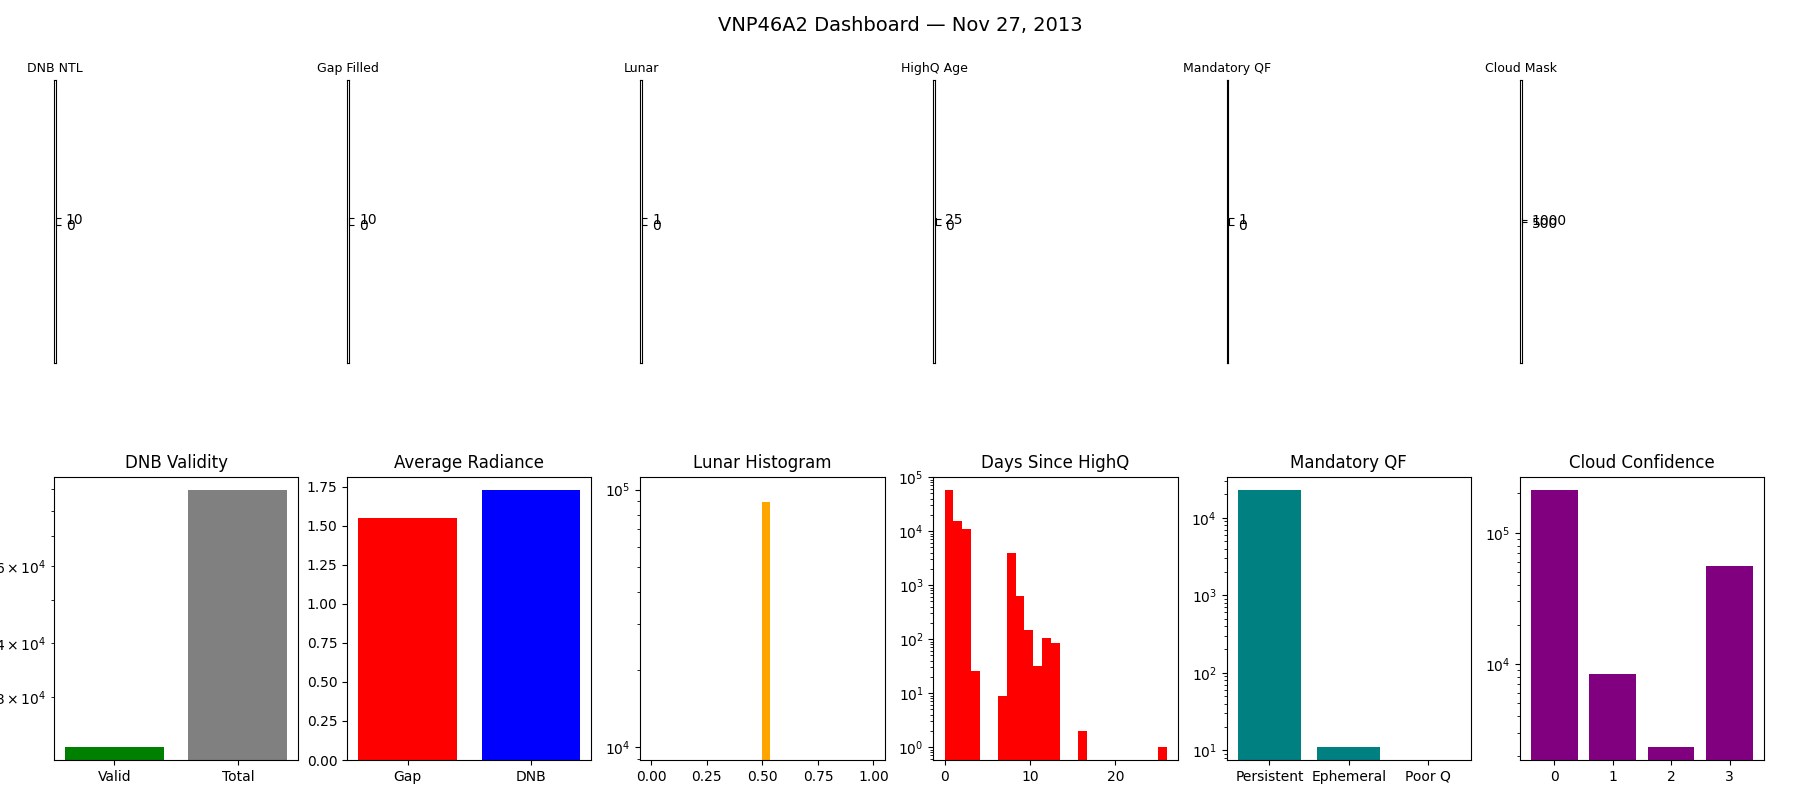 VNP46A2 Dashboard — Nov 27, 2013
DNB NTL
Gap Filled
Lunar
HighQ Age
Mandatory QF
Cloud Mask
10
0
10
0
1
0
25
0
1
0
1000
500
DNB Validity
Average Radiance
Lunar Histogram
Days Since HighQ
Mandatory QF
Cloud Confidence
6 × 10⁴
4 × 10⁴
3 × 10⁴
Valid
Total
1.75
1.50
1.25
1.00
0.75
0.50
0.25
0.00
Gap
DNB
10⁵
10⁴
0.00
0.25
0.50
0.75
1.00
10⁵
10⁴
10³
10²
10¹
10⁰
0
10
20
10⁴
10³
10²
10¹
Persistent
Ephemeral
Poor Q
10⁵
10⁴
0
1
2
3